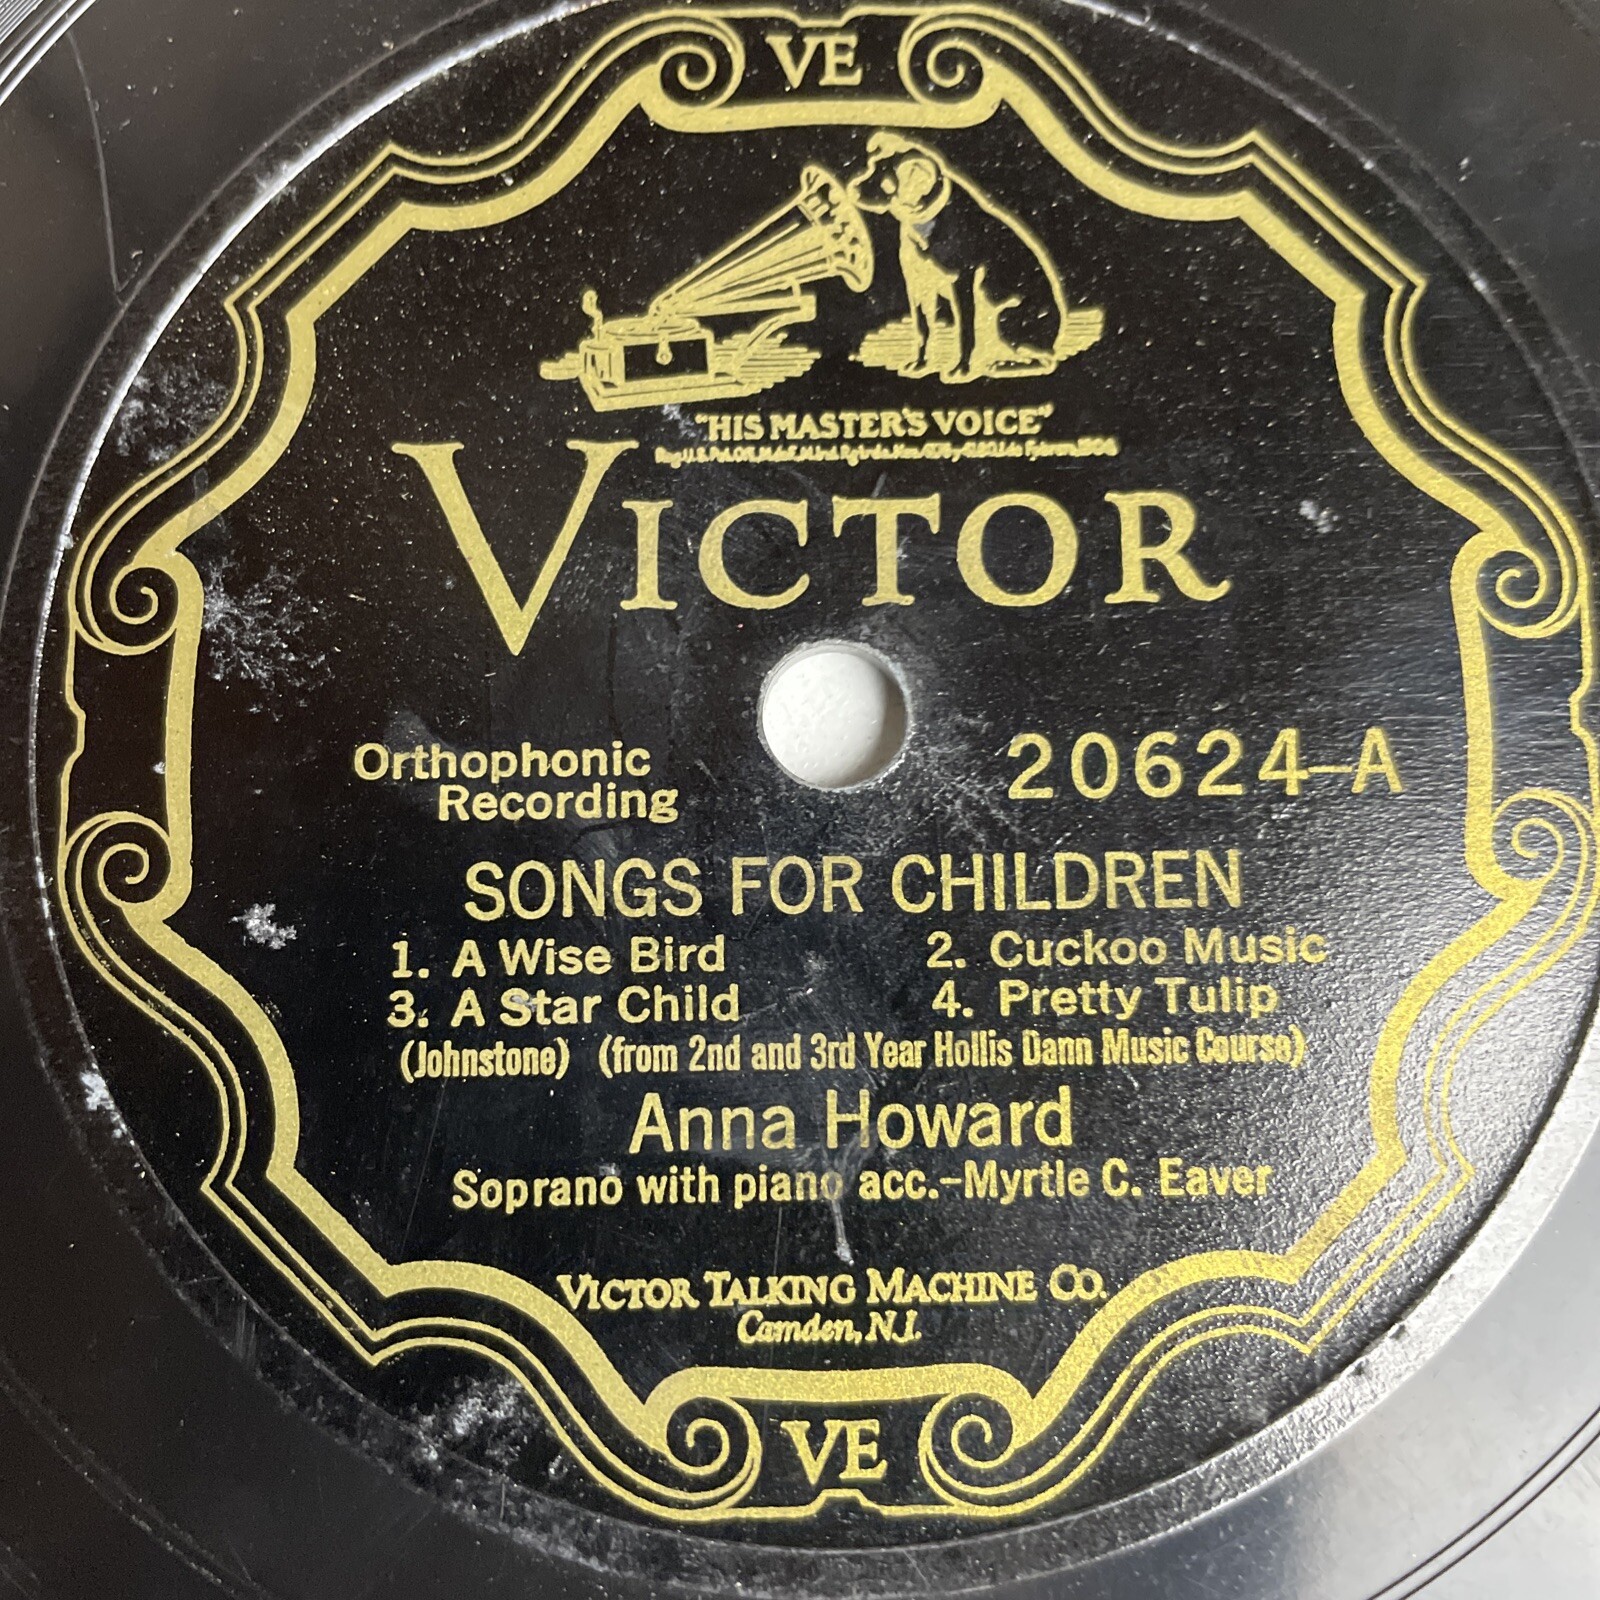 VE
"HIS MASTER'S VOICE"
VICTOR
Orthophonic
Recording
20624-A
SONGS FOR CHILDREN
1. A Wise Bird 2. Cuckoo Music
3. A Star Child 4. Pretty Tulip
(Johnstone) (from 2nd and 3rd Year Hollis Dann Music Course)
Anna Howard
Soprano with piano acc.-Myrtle C. Eaver
VICTOR TALKING MACHINE CO.
Camden, N.J.
VE